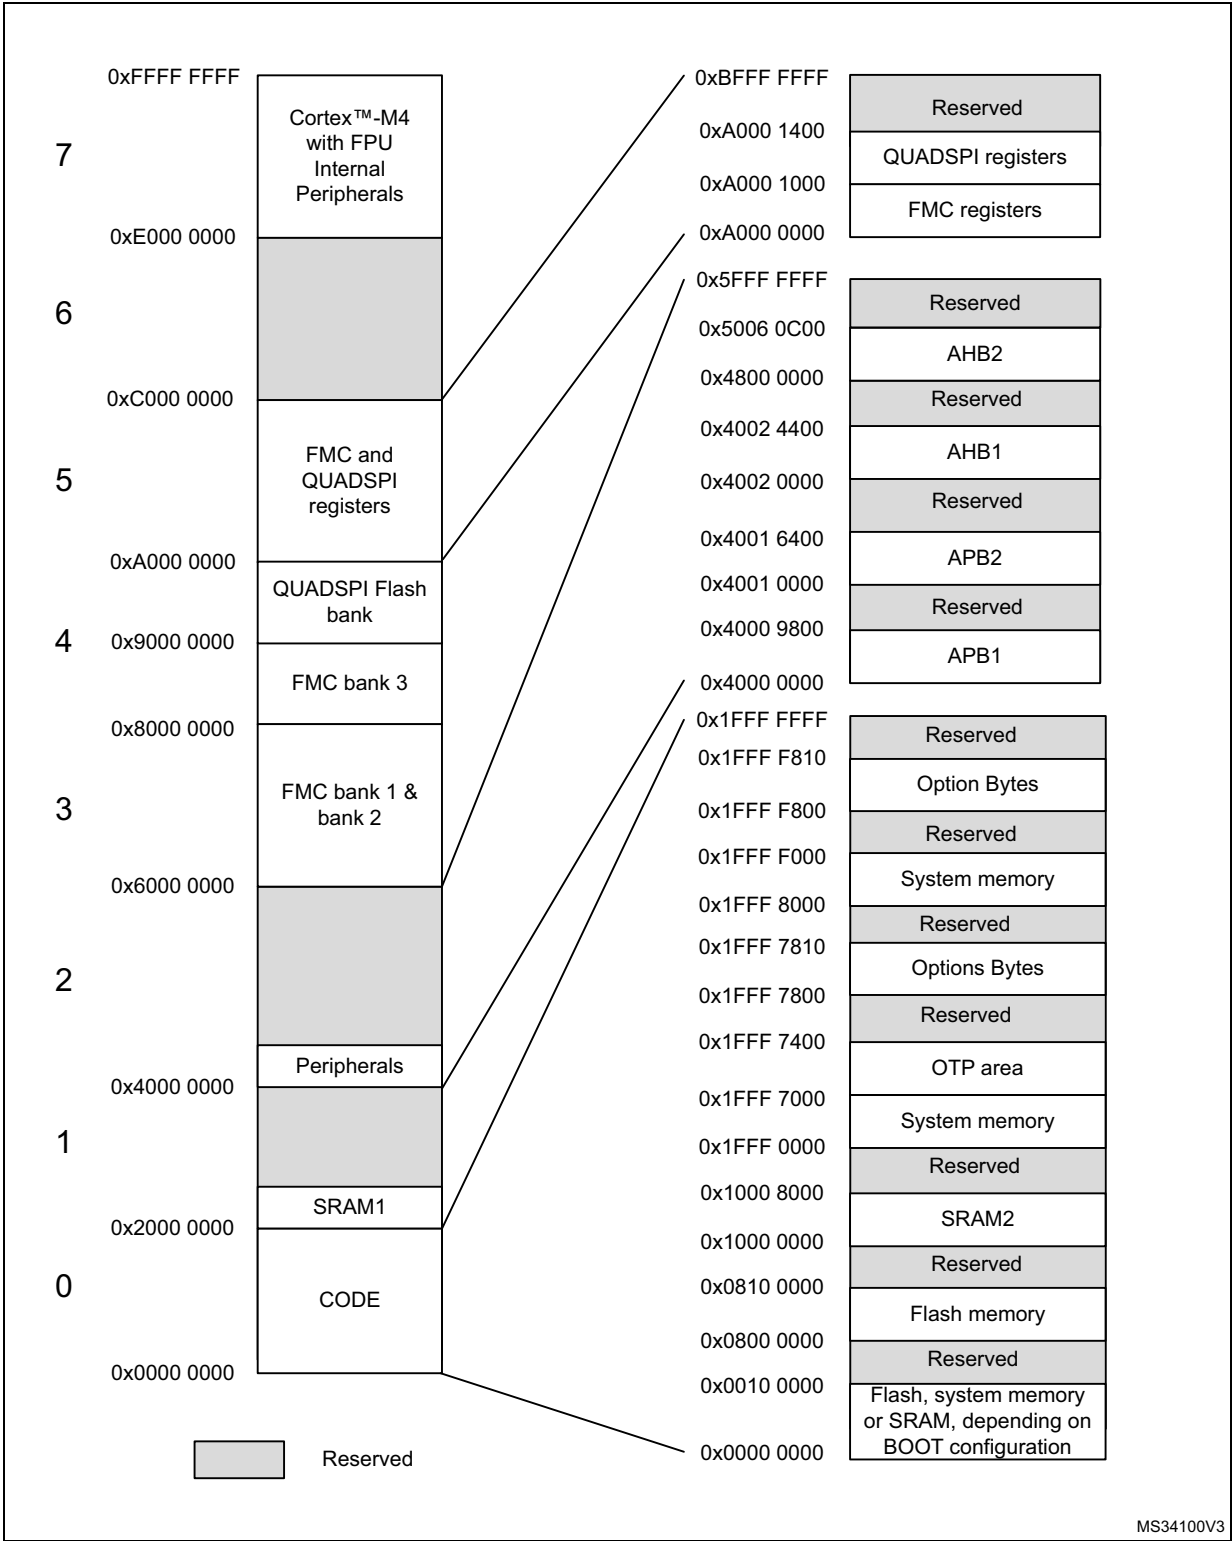 0xFFFF FFFF
Cortex™-M4
with FPU
Internal
Peripherals
7
0xE000 0000
6
0xC000 0000
FMC and
QUADSPI
registers
5
0xA000 0000
QUADSPI Flash
bank
4
0x9000 0000
FMC bank 3
0x8000 0000
FMC bank 1 &
bank 2
3
0x6000 0000
2
Peripherals
0x4000 0000
1
SRAM1
0x2000 0000
0
CODE
0x0000 0000
Reserved
0xBFFF FFFF
Reserved
0xA000 1400
QUADSPI registers
0xA000 1000
FMC registers
0xA000 0000
0x5FFF FFFF
Reserved
0x5006 0C00
AHB2
0x4800 0000
Reserved
0x4002 4400
AHB1
0x4002 0000
Reserved
0x4001 6400
APB2
0x4001 0000
Reserved
0x4000 9800
APB1
0x4000 0000
0x1FFF FFFF
Reserved
0x1FFF F810
Option Bytes
0x1FFF F800
Reserved
0x1FFF F000
System memory
0x1FFF 8000
Reserved
0x1FFF 7810
Options Bytes
0x1FFF 7800
Reserved
0x1FFF 7400
OTP area
0x1FFF 7000
System memory
0x1FFF 0000
Reserved
0x1000 8000
SRAM2
0x1000 0000
Reserved
0x0810 0000
Flash memory
0x0800 0000
Reserved
0x0010 0000
Flash, system memory
or SRAM, depending on
BOOT configuration
0x0000 0000
MS34100V3